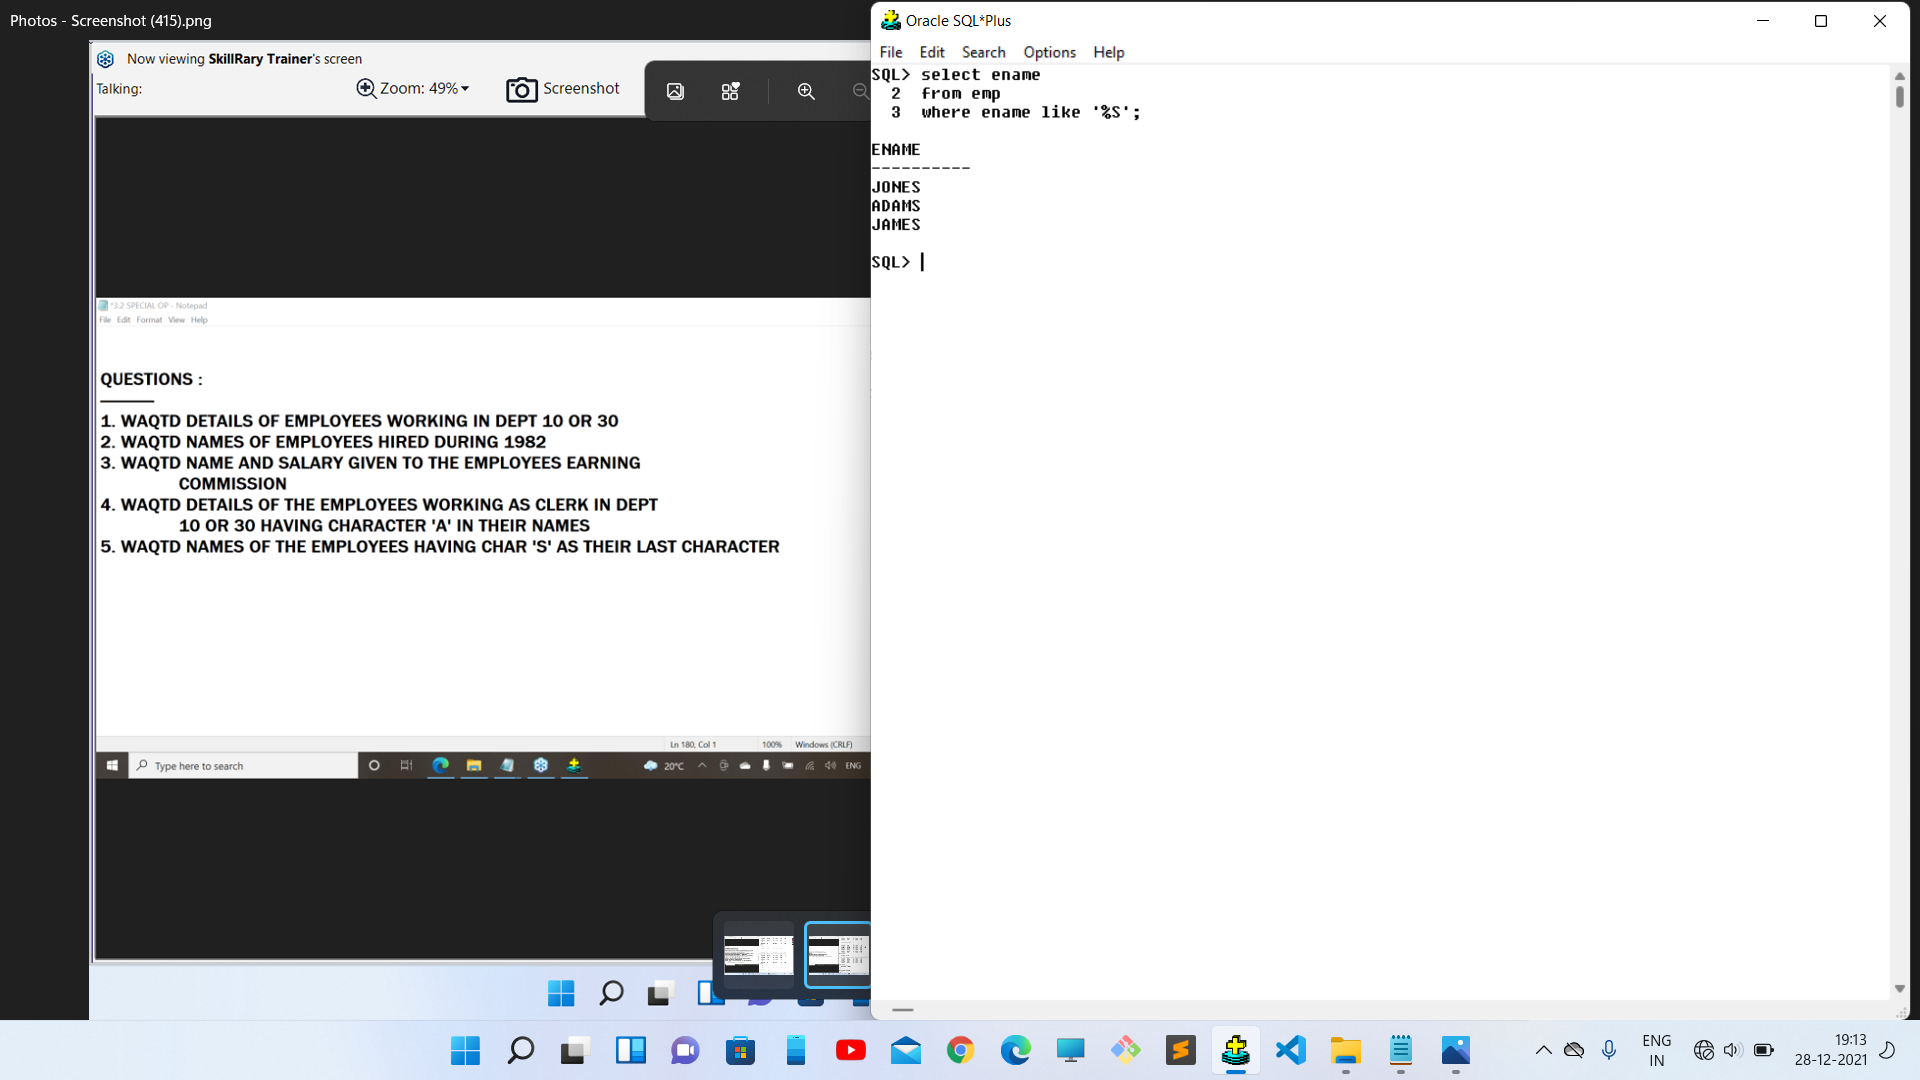 Photos - Screenshot (415).png
Now viewing SkillRary Trainer's screen
Talking:
Zoom: 49%
Screenshot
*3.2 SPECIAL OP - Notepad
File Edit Format View Help
QUESTIONS :
1. WAQTD DETAILS OF EMPLOYEES WORKING IN DEPT 10 OR 30
2. WAQTD NAMES OF EMPLOYEES HIRED DURING 1982
3. WAQTD NAME AND SALARY GIVEN TO THE EMPLOYEES EARNING
COMMISSION
4. WAQTD DETAILS OF THE EMPLOYEES WORKING AS CLERK IN DEPT
10 OR 30 HAVING CHARACTER 'A' IN THEIR NAMES
5. WAQTD NAMES OF THE EMPLOYEES HAVING CHAR 'S' AS THEIR LAST CHARACTER
Ln 180, Col 1 100% Windows (CRLF)
Type here to search
20°C
ENG
Oracle SQL*Plus
File Edit Search Options Help
SQL> select ename
2 from emp
3 where ename like '%S';
ENAME
----------
JONES
ADAMS
JAMES
SQL>
ENG
IN
19:13
28-12-2021